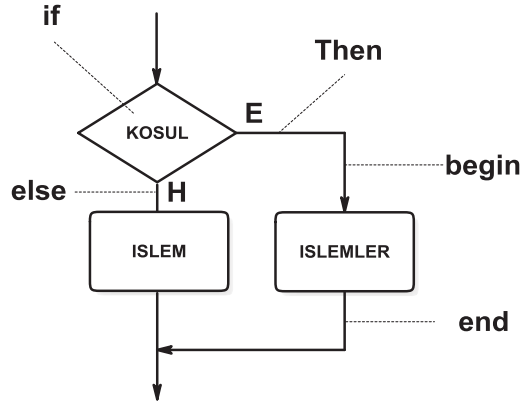 if
Then
E
KOSUL
begin
else
H
ISLEM
ISLEMLER
end